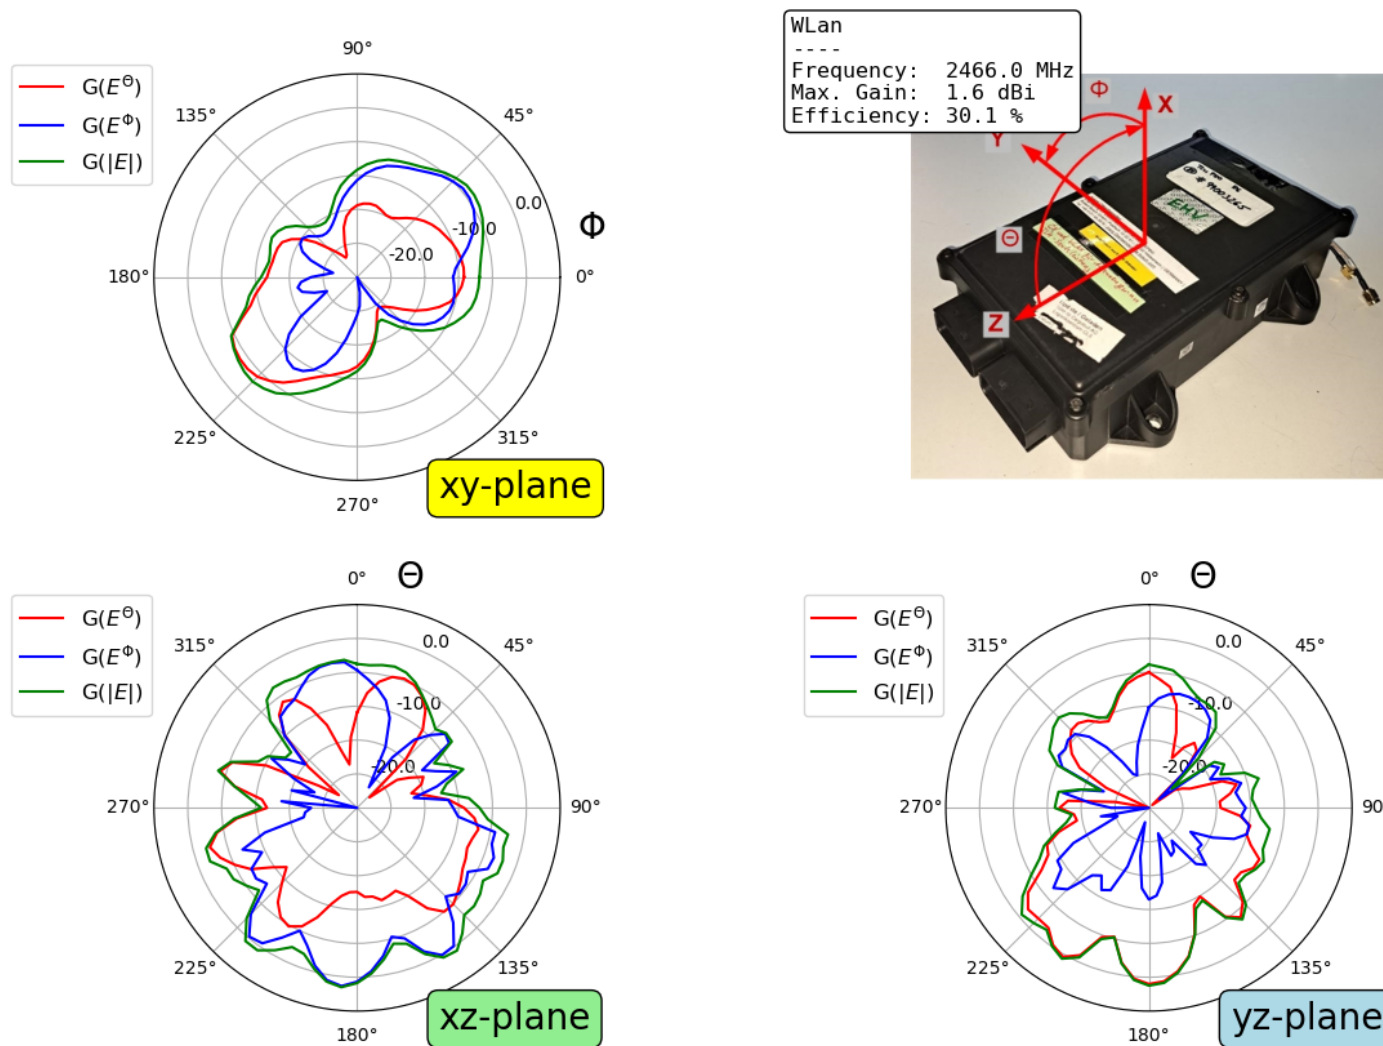 90°
G(E^Θ)
G(E^Φ)
G(|E|)
135°
45°
0.0
-10.0
-20.0
Φ
180°
0°
225°
315°
270°
xy-plane
WLan
----
Frequency: 2466.0 MHz
Max. Gain: 1.6 dBi
Efficiency: 30.1 %
Φ
X
Y
Θ
Z
EHV
0°
Θ
G(E^Θ)
G(E^Φ)
G(|E|)
315°
45°
0.0
-10.0
-20.0
270°
90°
225°
135°
180°
xz-plane
0°
Θ
G(E^Θ)
G(E^Φ)
G(|E|)
315°
45°
0.0
-10.0
-20.0
270°
90°
225°
135°
180°
yz-plane